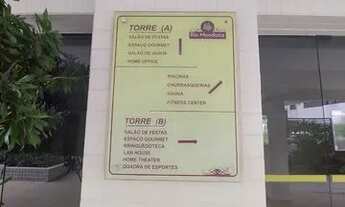 TORRE (A)
SALÃO DE FESTAS
ESPAÇO GOURMET
SALÃO DE JOGOS
HOME OFFICE
PISCINAS
CHURRASQUEIRAS
SAUNA
FITNESS CENTER
TORRE (B)
SALÃO DE FESTAS
ESPAÇO GOURMET
BRINQUEDOTECA
LAN HOUSE
HOME THEATER
QUADRA DE ESPORTES